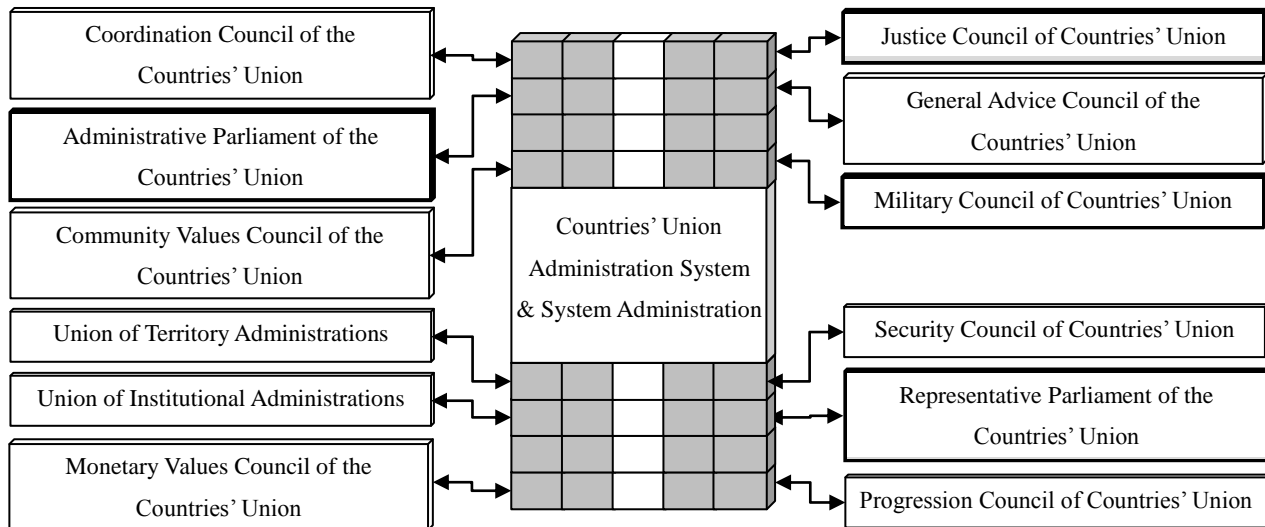 Coordination Council of the
Countries’ Union
Administrative Parliament of the
Countries’ Union
Community Values Council of the
Countries’ Union
Union of Territory Administrations
Union of Institutional Administrations
Monetary Values Council of the
Countries’ Union
Countries’ Union
Administration System
& System Administration
Justice Council of Countries’ Union
General Advice Council of the
Countries’ Union
Military Council of Countries’ Union
Security Council of Countries’ Union
Representative Parliament of the
Countries’ Union
Progression Council of Countries’ Union